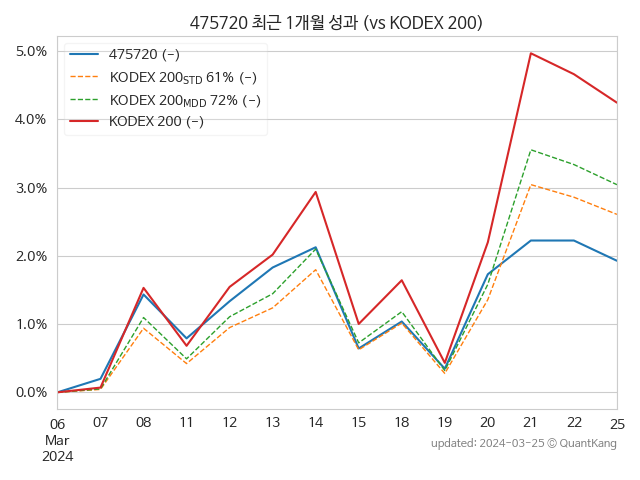 475720 최근 1개월 성과 (vs KODEX 200)
5.0%
4.0%
3.0%
2.0%
1.0%
0.0%
475720 (-)
KODEX 200STD 61% (-)
KODEX 200MDD 72% (-)
KODEX 200 (-)
06 07 08 11 12 13 14 15 18 19 20 21 22 25
Mar
2024
updated: 2024-03-25 © QuantKang